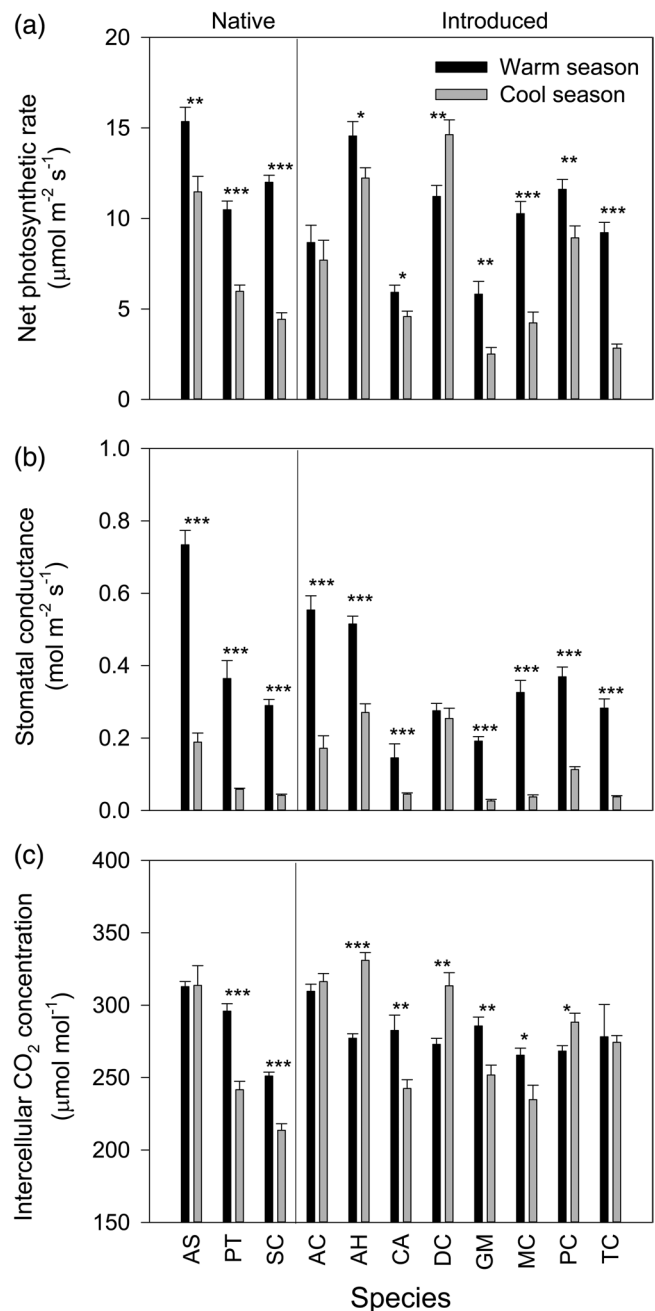 (a)
Native Introduced
20
Warm season
Cool season
** *** *** * * ** ** *** ** ***
15
10
5
0
Net photosynthetic rate
(μmol m-2 s-1)
(b)
1.0
0.8
0.6
0.4
0.2
0.0
*** *** *** *** *** *** *** *** *** ***
Stomatal conductance
(mol m-2 s-1)
(c)
400
350
300
250
200
150
*** *** *** ** ** ** * *
Intercellular CO2 concentration
(μmol mol-1)
AS PT SC AC AH CA DC GM MC PC TC
Species